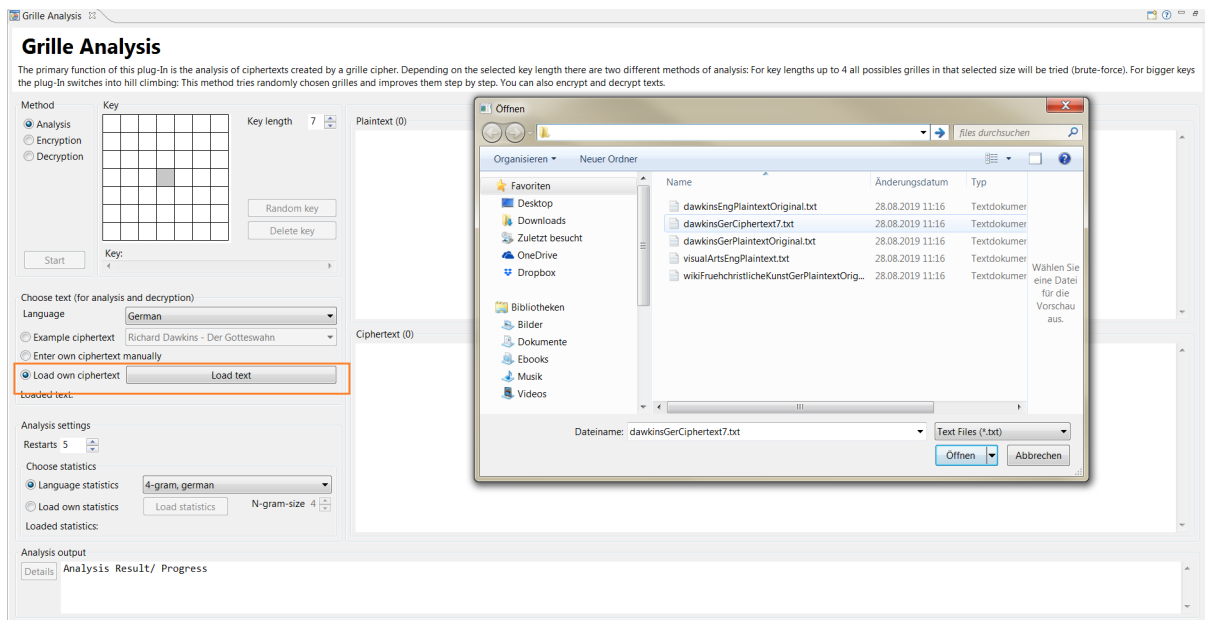 Grille Analysis
Grille Analysis
The primary function of this plug-In is the analysis of ciphertexts created by a grille cipher. Depending on the selected key length there are two different methods of analysis: For key lengths up to 4 all possibles grilles in that selected size will be tried (brute-force). For bigger keys
the plug-In switches into hill climbing: This method tries randomly chosen grilles and improves them step by step. You can also encrypt and decrypt texts.
Method
Analysis
Encryption
Decryption
Start
Key
Key length 7
Random key
Delete key
Key:
Choose text (for analysis and decryption)
Language German
Example ciphertext Richard Dawkins - Der Gotteswahn
Enter own ciphertext manually
Load own ciphertext Load text
Loaded text:
Analysis settings
Restarts 5
Choose statistics
Language statistics 4-gram, german
Load own statistics Load statistics N-gram-size 4
Loaded statistics:
Plaintext (0)
Ciphertext (0)
Öffnen
files durchsuchen
Organisieren Neuer Ordner
Favoriten
Desktop
Downloads
Zuletzt besucht
OneDrive
Dropbox
Bibliotheken
Bilder
Dokumente
Ebooks
Musik
Videos
Name Änderungsdatum Typ
dawkinsEngPlaintextOriginal.txt 28.08.2019 11:16 Textdokumer
dawkinsGerCiphertext7.txt 28.08.2019 11:16 Textdokumer
dawkinsGerPlaintextOriginal.txt 28.08.2019 11:16 Textdokumer
visualArtsEngPlaintext.txt 28.08.2019 11:16 Textdokumer
wikiFruehchristlicheKunstGerPlaintextOrig... 28.08.2019 11:16 Textdokumer
Wählen Sie
eine Datei
für die
Vorschau
aus.
Dateiname: dawkinsGerCiphertext7.txt Text Files (*.txt)
Öffnen Abbrechen
Analysis output
Details Analysis Result/ Progress